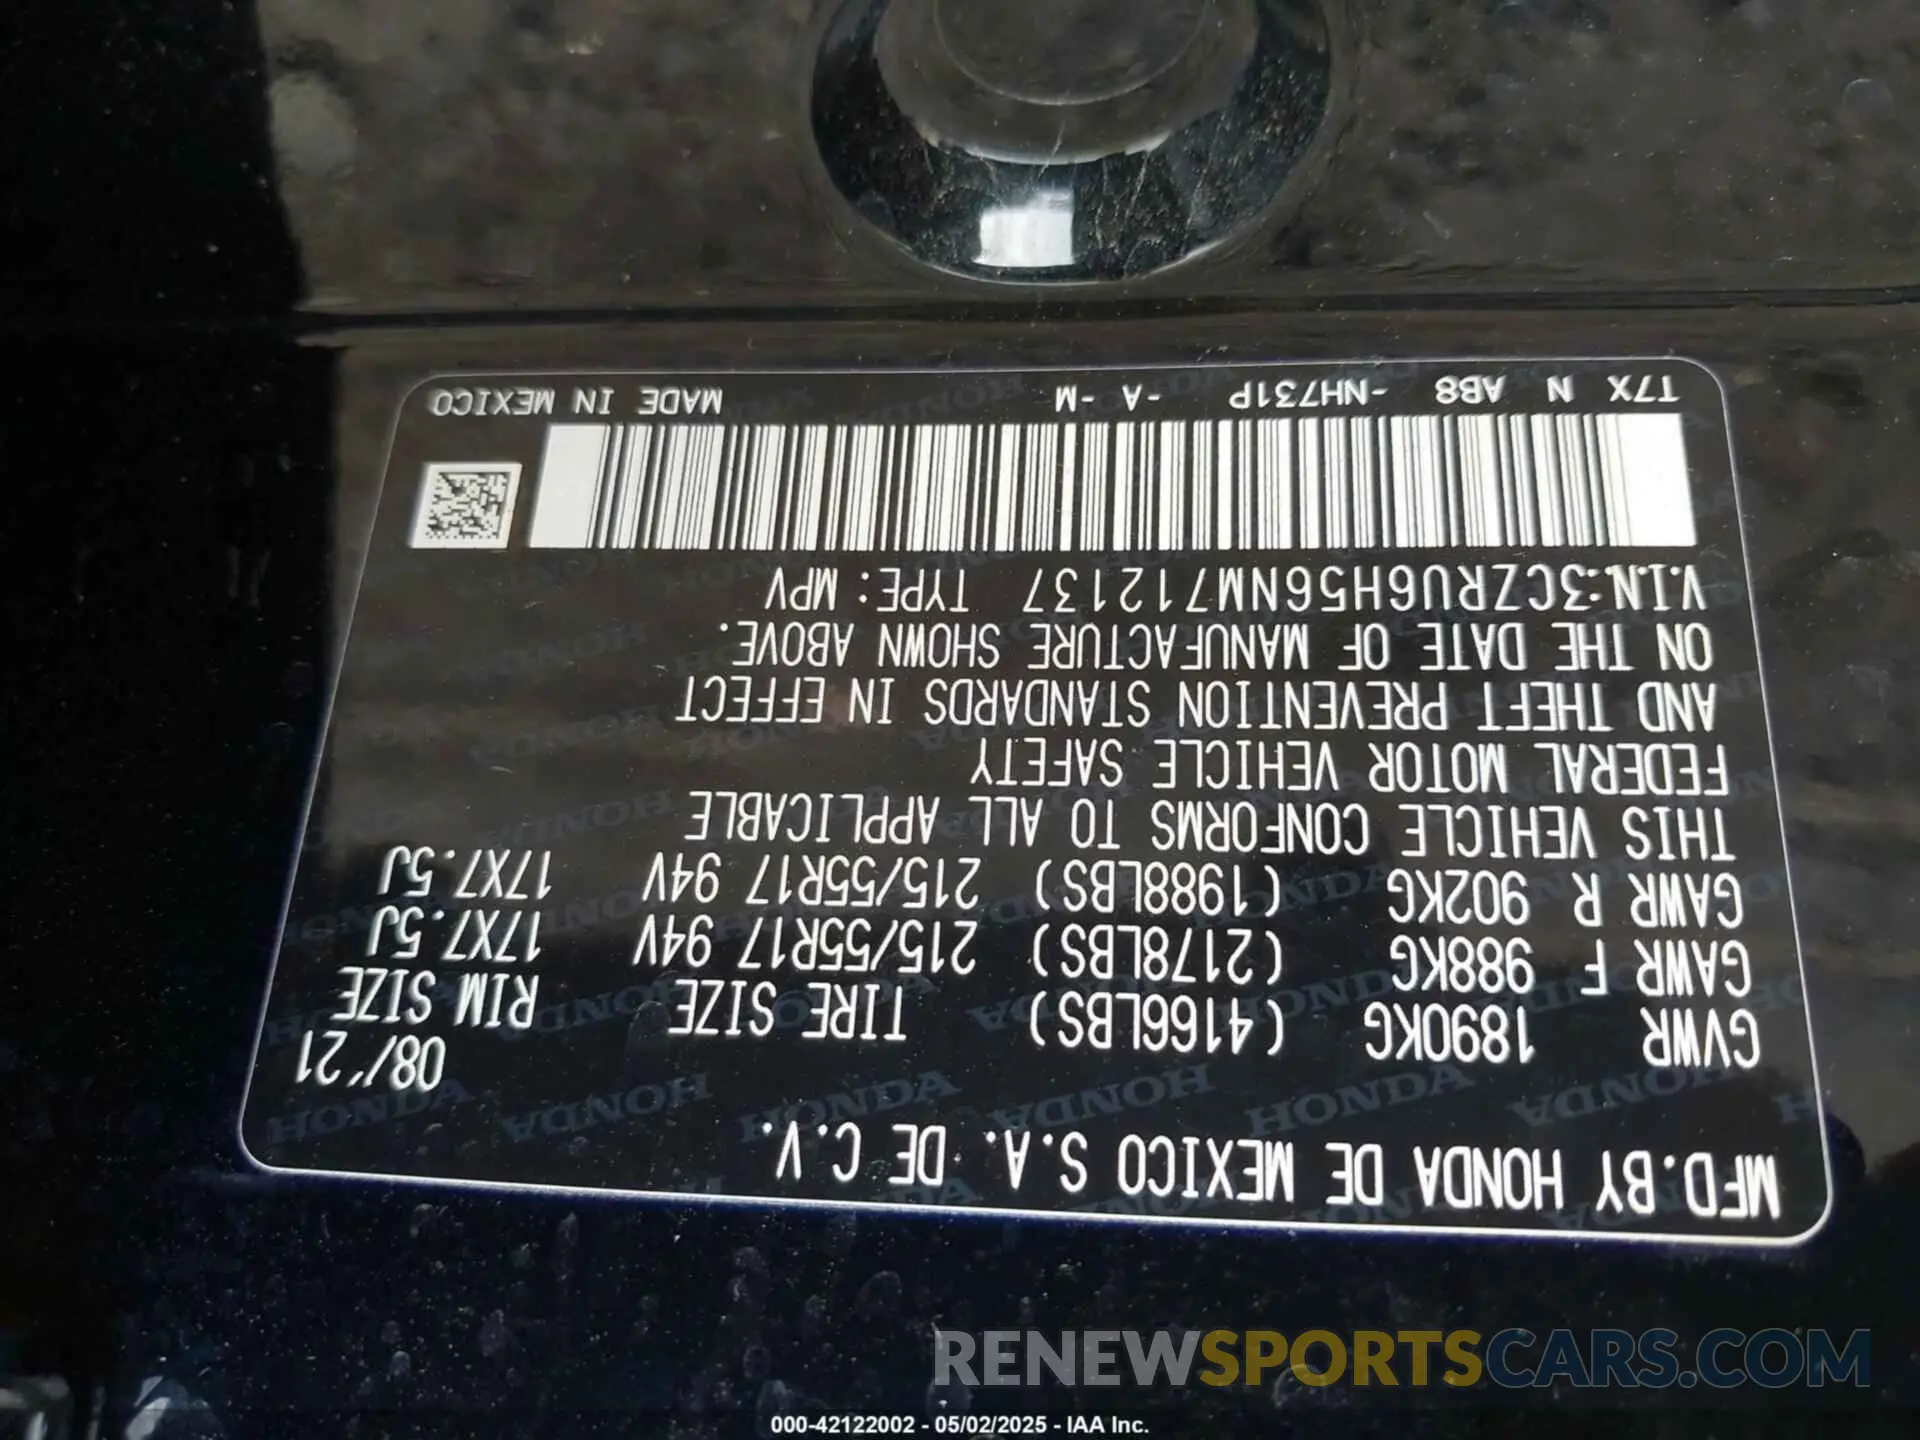 MFD.BY HONDA DE MEXICO S.A. DE C.V.
08/'21
GVWR 1890KG (4166LBS) TIRE SIZE RIM SIZE
GAWR F 988KG (2178LBS) 215/55R17 94V 17X7.5J
GAWR R 902KG (1988LBS) 215/55R17 94V 17X7.5J
THIS VEHICLE CONFORMS TO ALL APPLICABLE
FEDERAL MOTOR VEHICLE SAFETY
AND THEFT PREVENTION STANDARDS IN EFFECT
ON THE DATE OF MANUFACTURE SHOWN ABOVE.
V.I.N:3CZRU6H56NM712137 TYPE:MPV
T7X N AB8 -NH731P -A -M MADE IN MEXICO
RENEWSPORTSCARS.COM
000-42122002 - 05/02/2025 - IAA Inc.